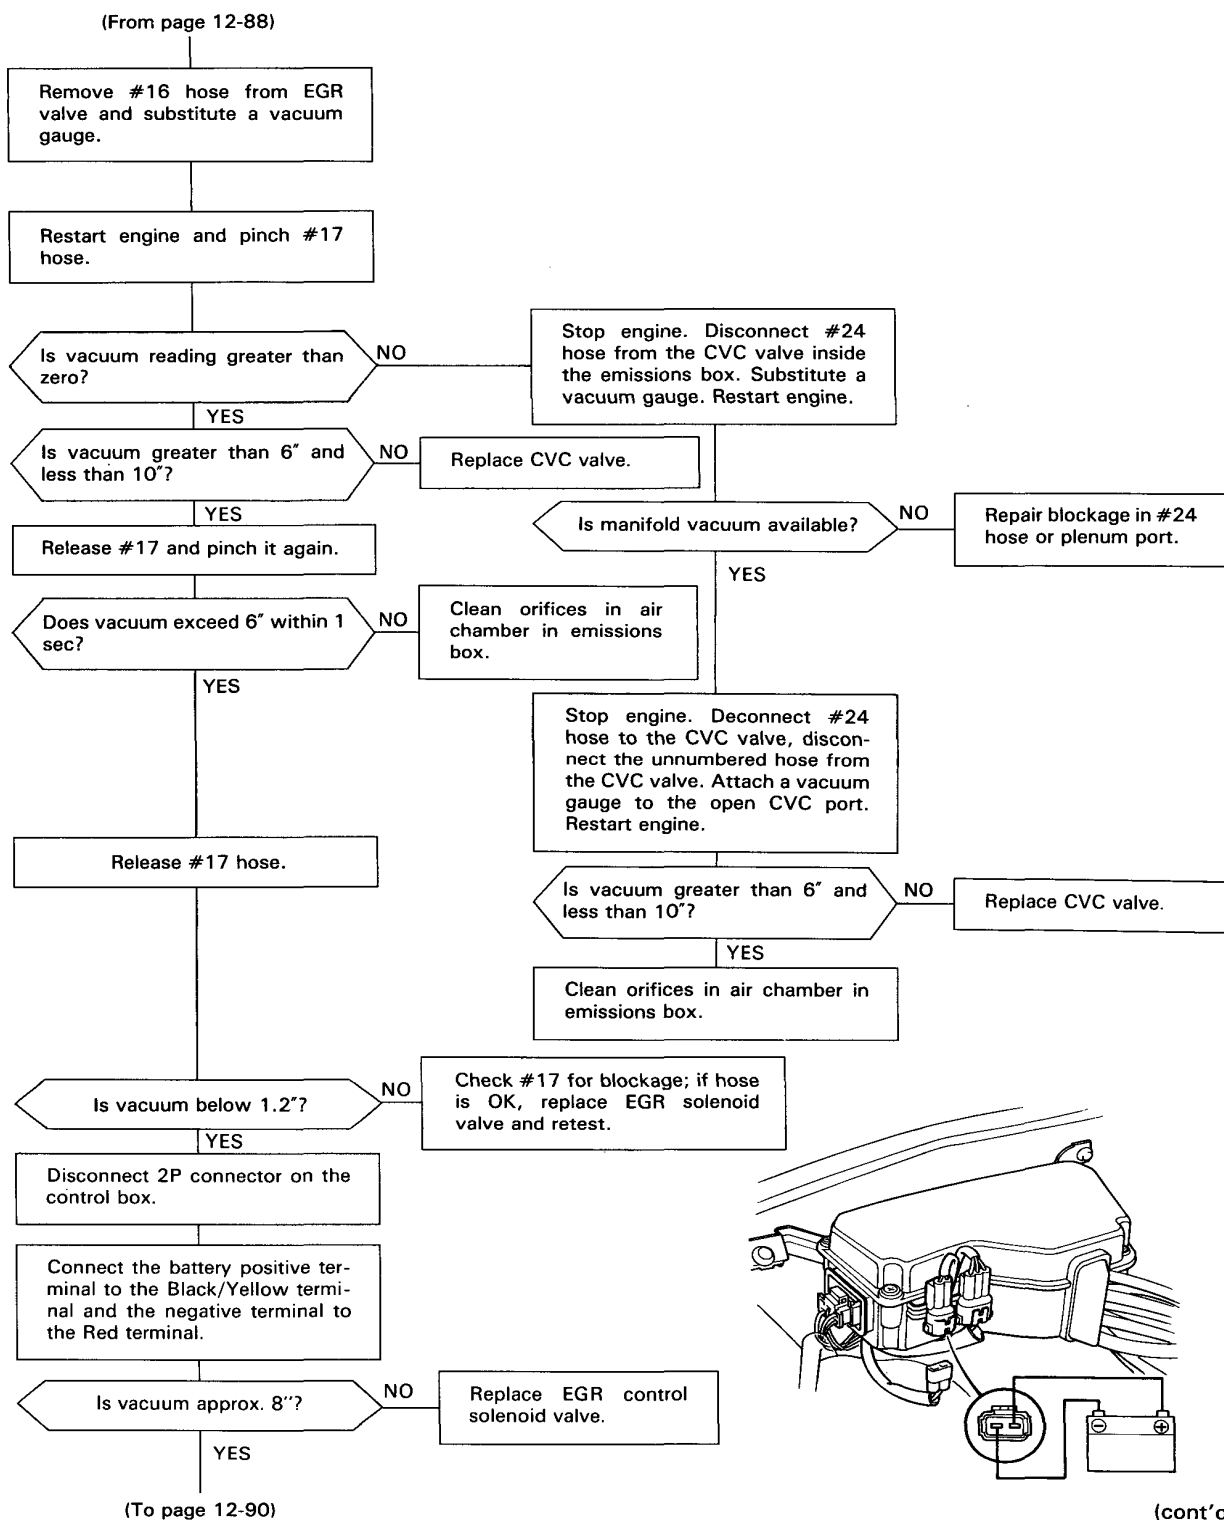 (From page 12-88)
Remove #16 hose from EGR
valve and substitute a vacuum
gauge.
Restart engine and pinch #17
hose.
Is vacuum reading greater than
zero?
NO
Stop engine. Disconnect #24
hose from the CVC valve inside
the emissions box. Substitute a
vacuum gauge. Restart engine.
YES
Is vacuum greater than 6″ and
less than 10″?
NO
Replace CVC valve.
YES
Is manifold vacuum available?
NO
Repair blockage in #24
hose or plenum port.
YES
Release #17 and pinch it again.
Does vacuum exceed 6″ within 1
sec?
NO
Clean orifices in air
chamber in emissions
box.
YES
Stop engine. Deconnect #24
hose to the CVC valve, discon-
nect the unnumbered hose from
the CVC valve. Attach a vacuum
gauge to the open CVC port.
Restart engine.
Release #17 hose.
Is vacuum greater than 6″ and
less than 10″?
NO
Replace CVC valve.
YES
Clean orifices in air chamber in
emissions box.
Is vacuum below 1.2″?
NO
Check #17 for blockage; if hose
is OK, replace EGR solenoid
valve and retest.
YES
Disconnect 2P connector on the
control box.
Connect the battery positive ter-
minal to the Black/Yellow termi-
nal and the negative terminal to
the Red terminal.
Is vacuum approx. 8′′?
NO
Replace EGR control
solenoid valve.
YES
(To page 12-90)
(cont'd